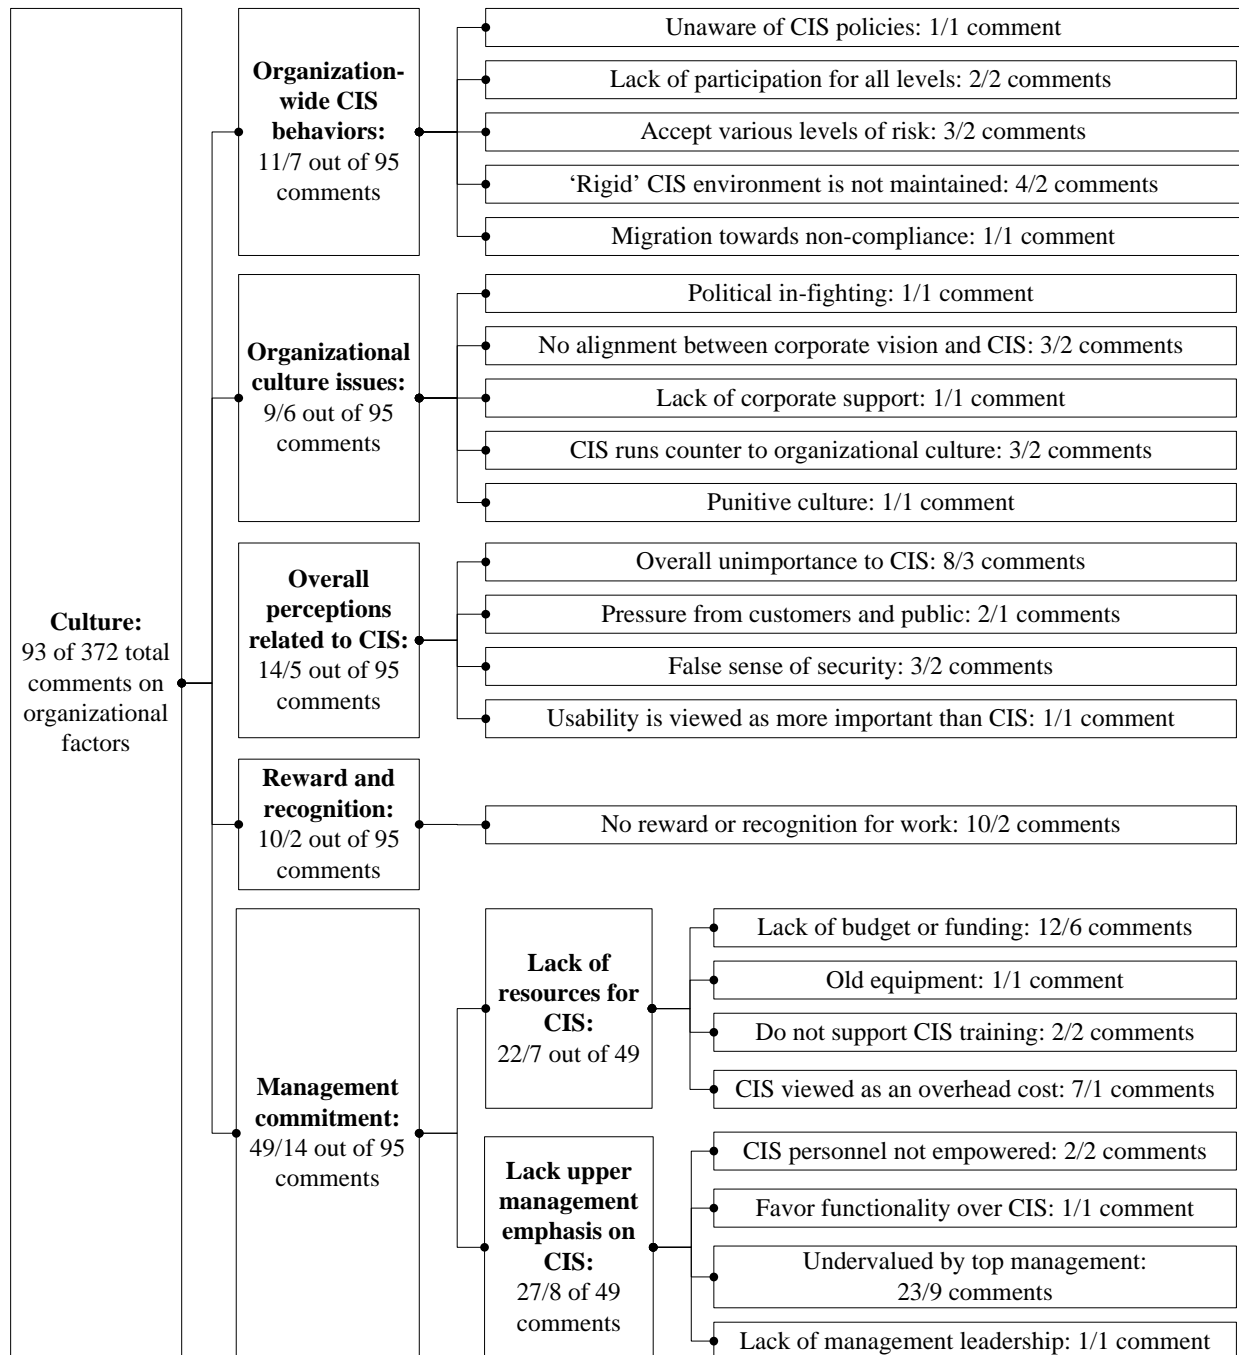 Culture:
93 of 372 total
comments on
organizational
factors
Organization-
wide CIS
behaviors:
11/7 out of 95
comments
Unaware of CIS policies: 1/1 comment
Lack of participation for all levels: 2/2 comments
Accept various levels of risk: 3/2 comments
‘Rigid’ CIS environment is not maintained: 4/2 comments
Migration towards non-compliance: 1/1 comment
Organizational
culture issues:
9/6 out of 95
comments
Political in-fighting: 1/1 comment
No alignment between corporate vision and CIS: 3/2 comments
Lack of corporate support: 1/1 comment
CIS runs counter to organizational culture: 3/2 comments
Punitive culture: 1/1 comment
Overall
perceptions
related to CIS:
14/5 out of 95
comments
Overall unimportance to CIS: 8/3 comments
Pressure from customers and public: 2/1 comments
False sense of security: 3/2 comments
Usability is viewed as more important than CIS: 1/1 comment
Reward and
recognition:
10/2 out of 95
comments
No reward or recognition for work: 10/2 comments
Management
commitment:
49/14 out of 95
comments
Lack of
resources for
CIS:
22/7 out of 49
Lack of budget or funding: 12/6 comments
Old equipment: 1/1 comment
Do not support CIS training: 2/2 comments
CIS viewed as an overhead cost: 7/1 comments
Lack upper
management
emphasis on
CIS:
27/8 of 49
comments
CIS personnel not empowered: 2/2 comments
Favor functionality over CIS: 1/1 comment
Undervalued by top management:
23/9 comments
Lack of management leadership: 1/1 comment